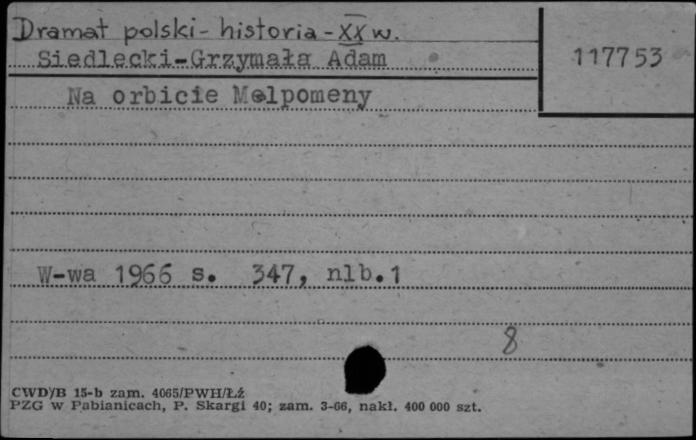 Dramat polski - historia - XX w.
Siedlecki-Grzymała Adam
117753
Na orbicie Melpomeny
W-wa 1966 s. 347, nlb.1
8
CWD/B 15-b zam. 4065/PWH/Łź
PZG w Pabianicach, P. Skargi 40; zam. 3-66, nakł. 400 000 szt.